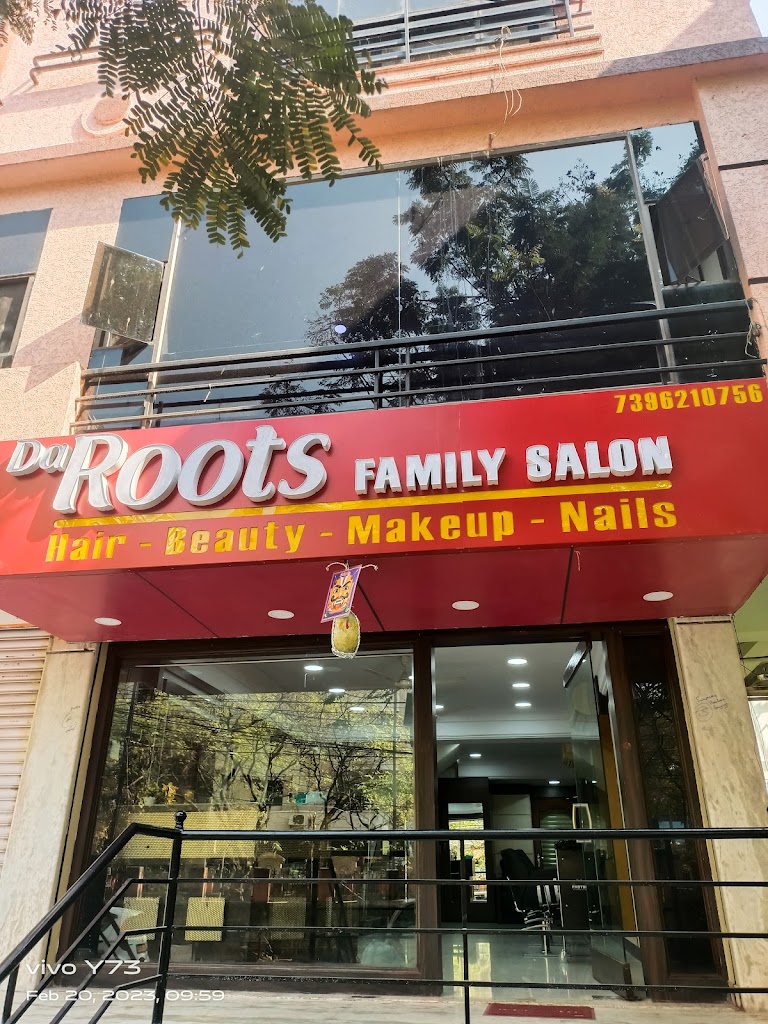 7396210756
Da Roots FAMILY SALON
Hair - Beauty - Makeup - Nails
vivo Y73
Feb 20, 2023, 09:59